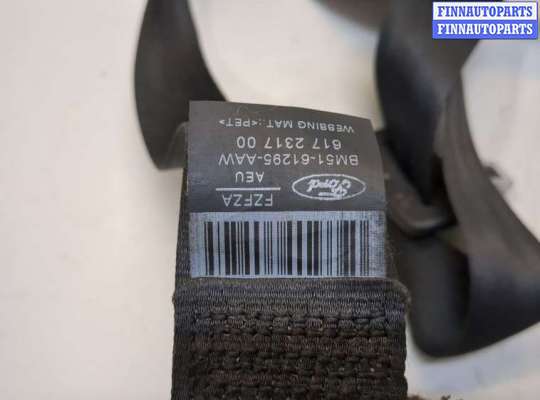 FINNAUTOPARTS
FINNAUTOPARTS
FZFZA
AEU
Ford
BM51-61295-AAW
617 2317 00
WEBBING MAT.:<PET>